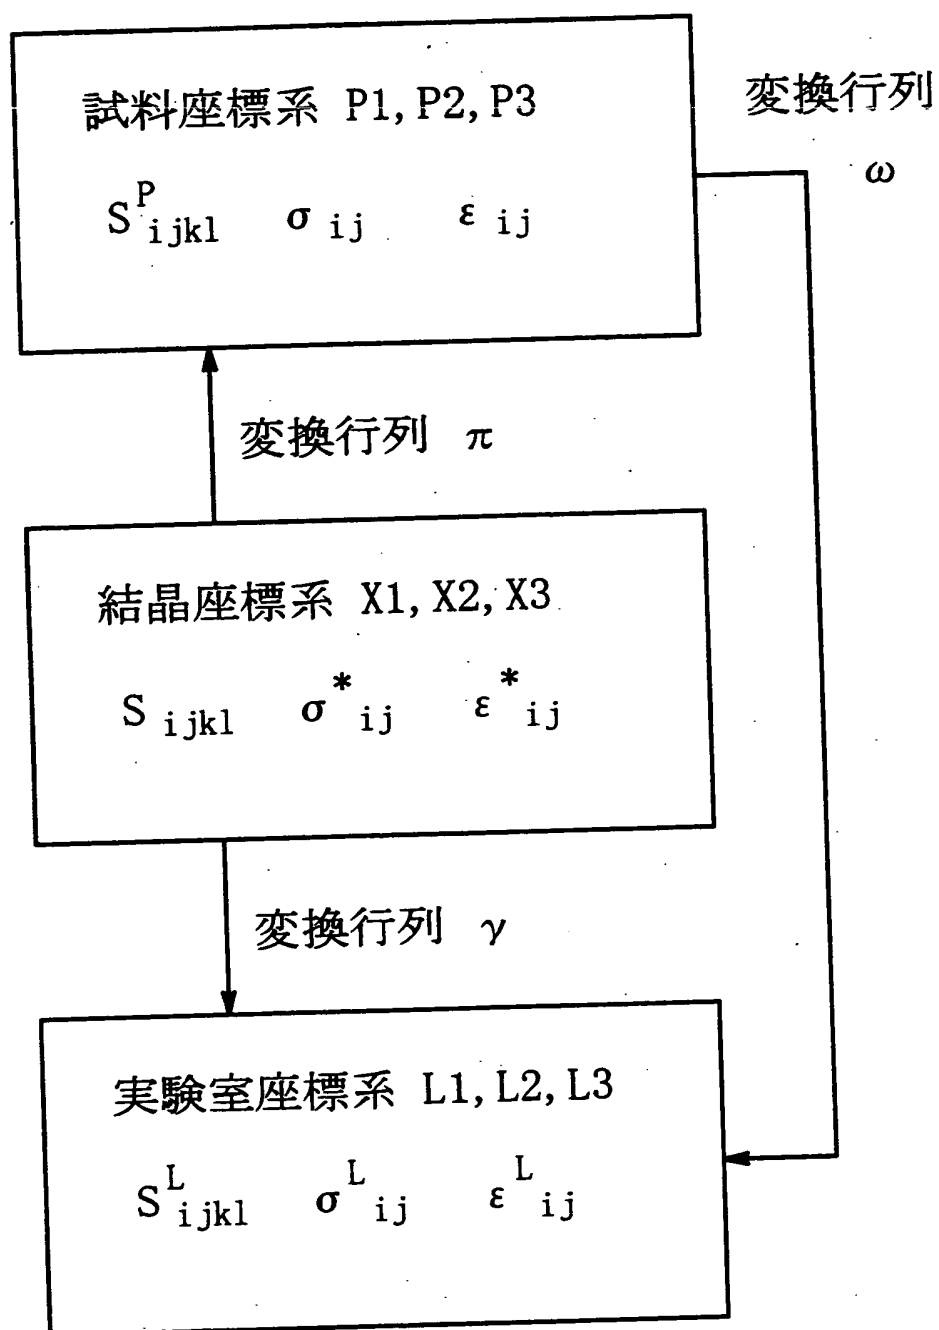 試料座標系 P1, P2, P3
S^P_ijkl σ_ij ε_ij
変換行列
ω
変換行列 π
結晶座標系 X1, X2, X3
S_ijkl σ^*_ij ε^*_ij
変換行列 γ
実験室座標系 L1, L2, L3
S^L_ijkl σ^L_ij ε^L_ij